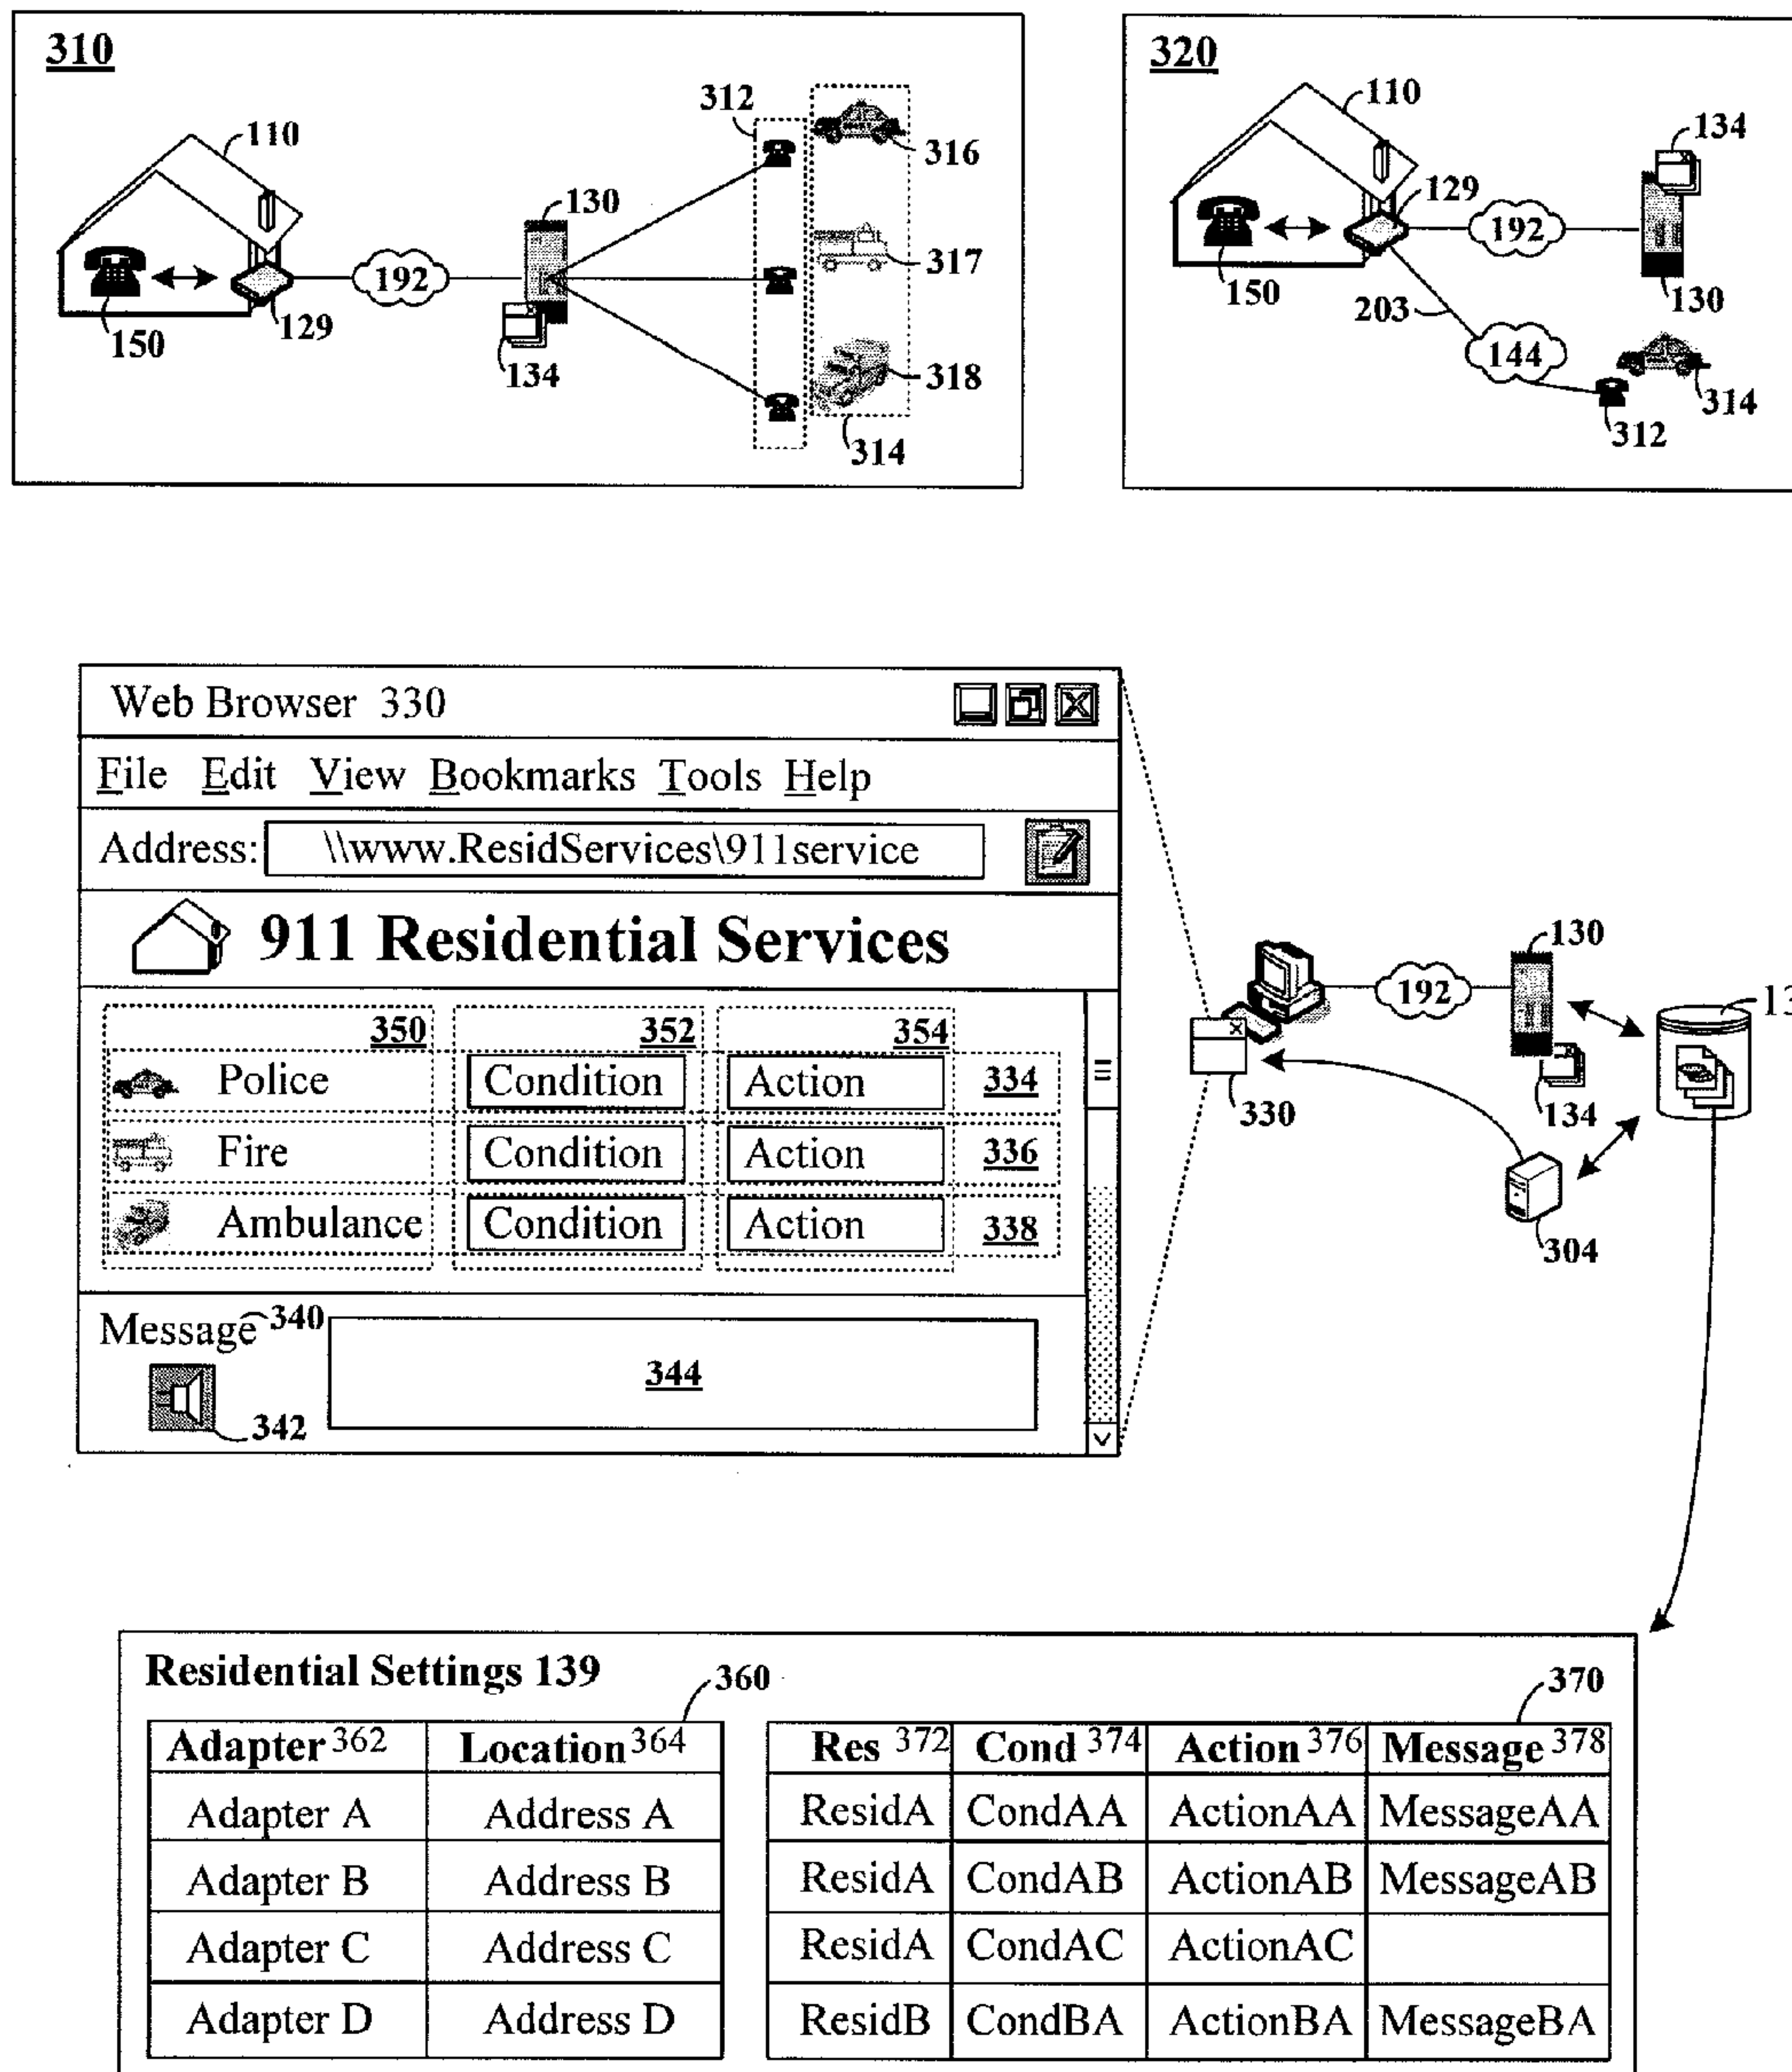 310
110
312
316
130
192
317
150
129
134
318
314
320
110
134
129
192
150
203
130
144
314
312
Web Browser 330
File Edit View Bookmarks Tools Help
Address: \\www.ResidServices\911service
911 Residential Services
350 352 354
Police Condition Action 334
Fire Condition Action 336
Ambulance Condition Action 338
Message 340
344
342
130
192
330
134
304
Residential Settings 139
360
370
Adapter 362 Location 364
Adapter A Address A
Adapter B Address B
Adapter C Address C
Adapter D Address D
Res 372 Cond 374 Action 376 Message 378
ResidA CondAA ActionAA MessageAA
ResidA CondAB ActionAB MessageAB
ResidA CondAC ActionAC
ResidB CondBA ActionBA MessageBA